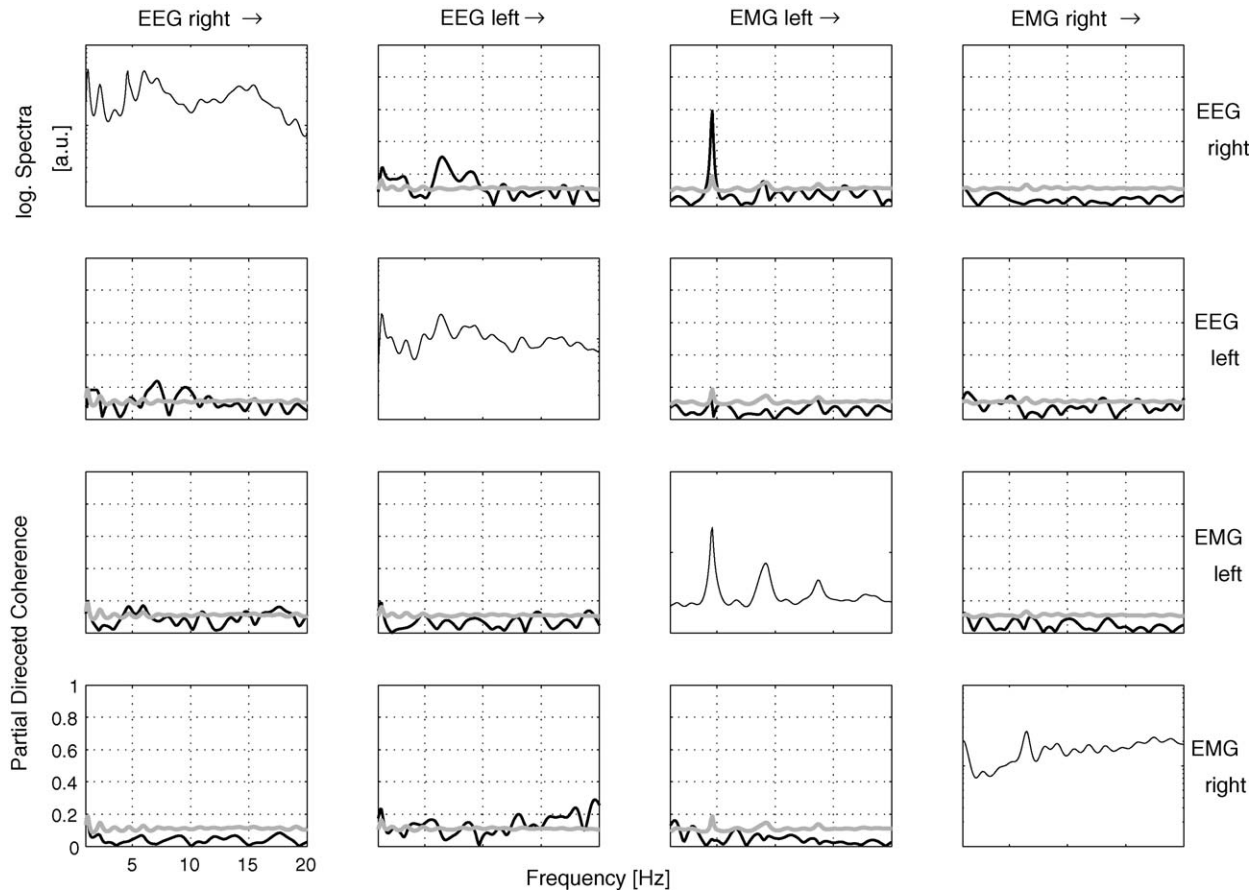 EEG right →
EEG left →
EMG left →
EMG right →
log. Spectra
[a.u.]
EEG
right
EEG
left
Partial Direcetd Coherence
EMG
left
1
0.8
0.6
0.4
0.2
0
EMG
right
5
10
15
20
Frequency [Hz]